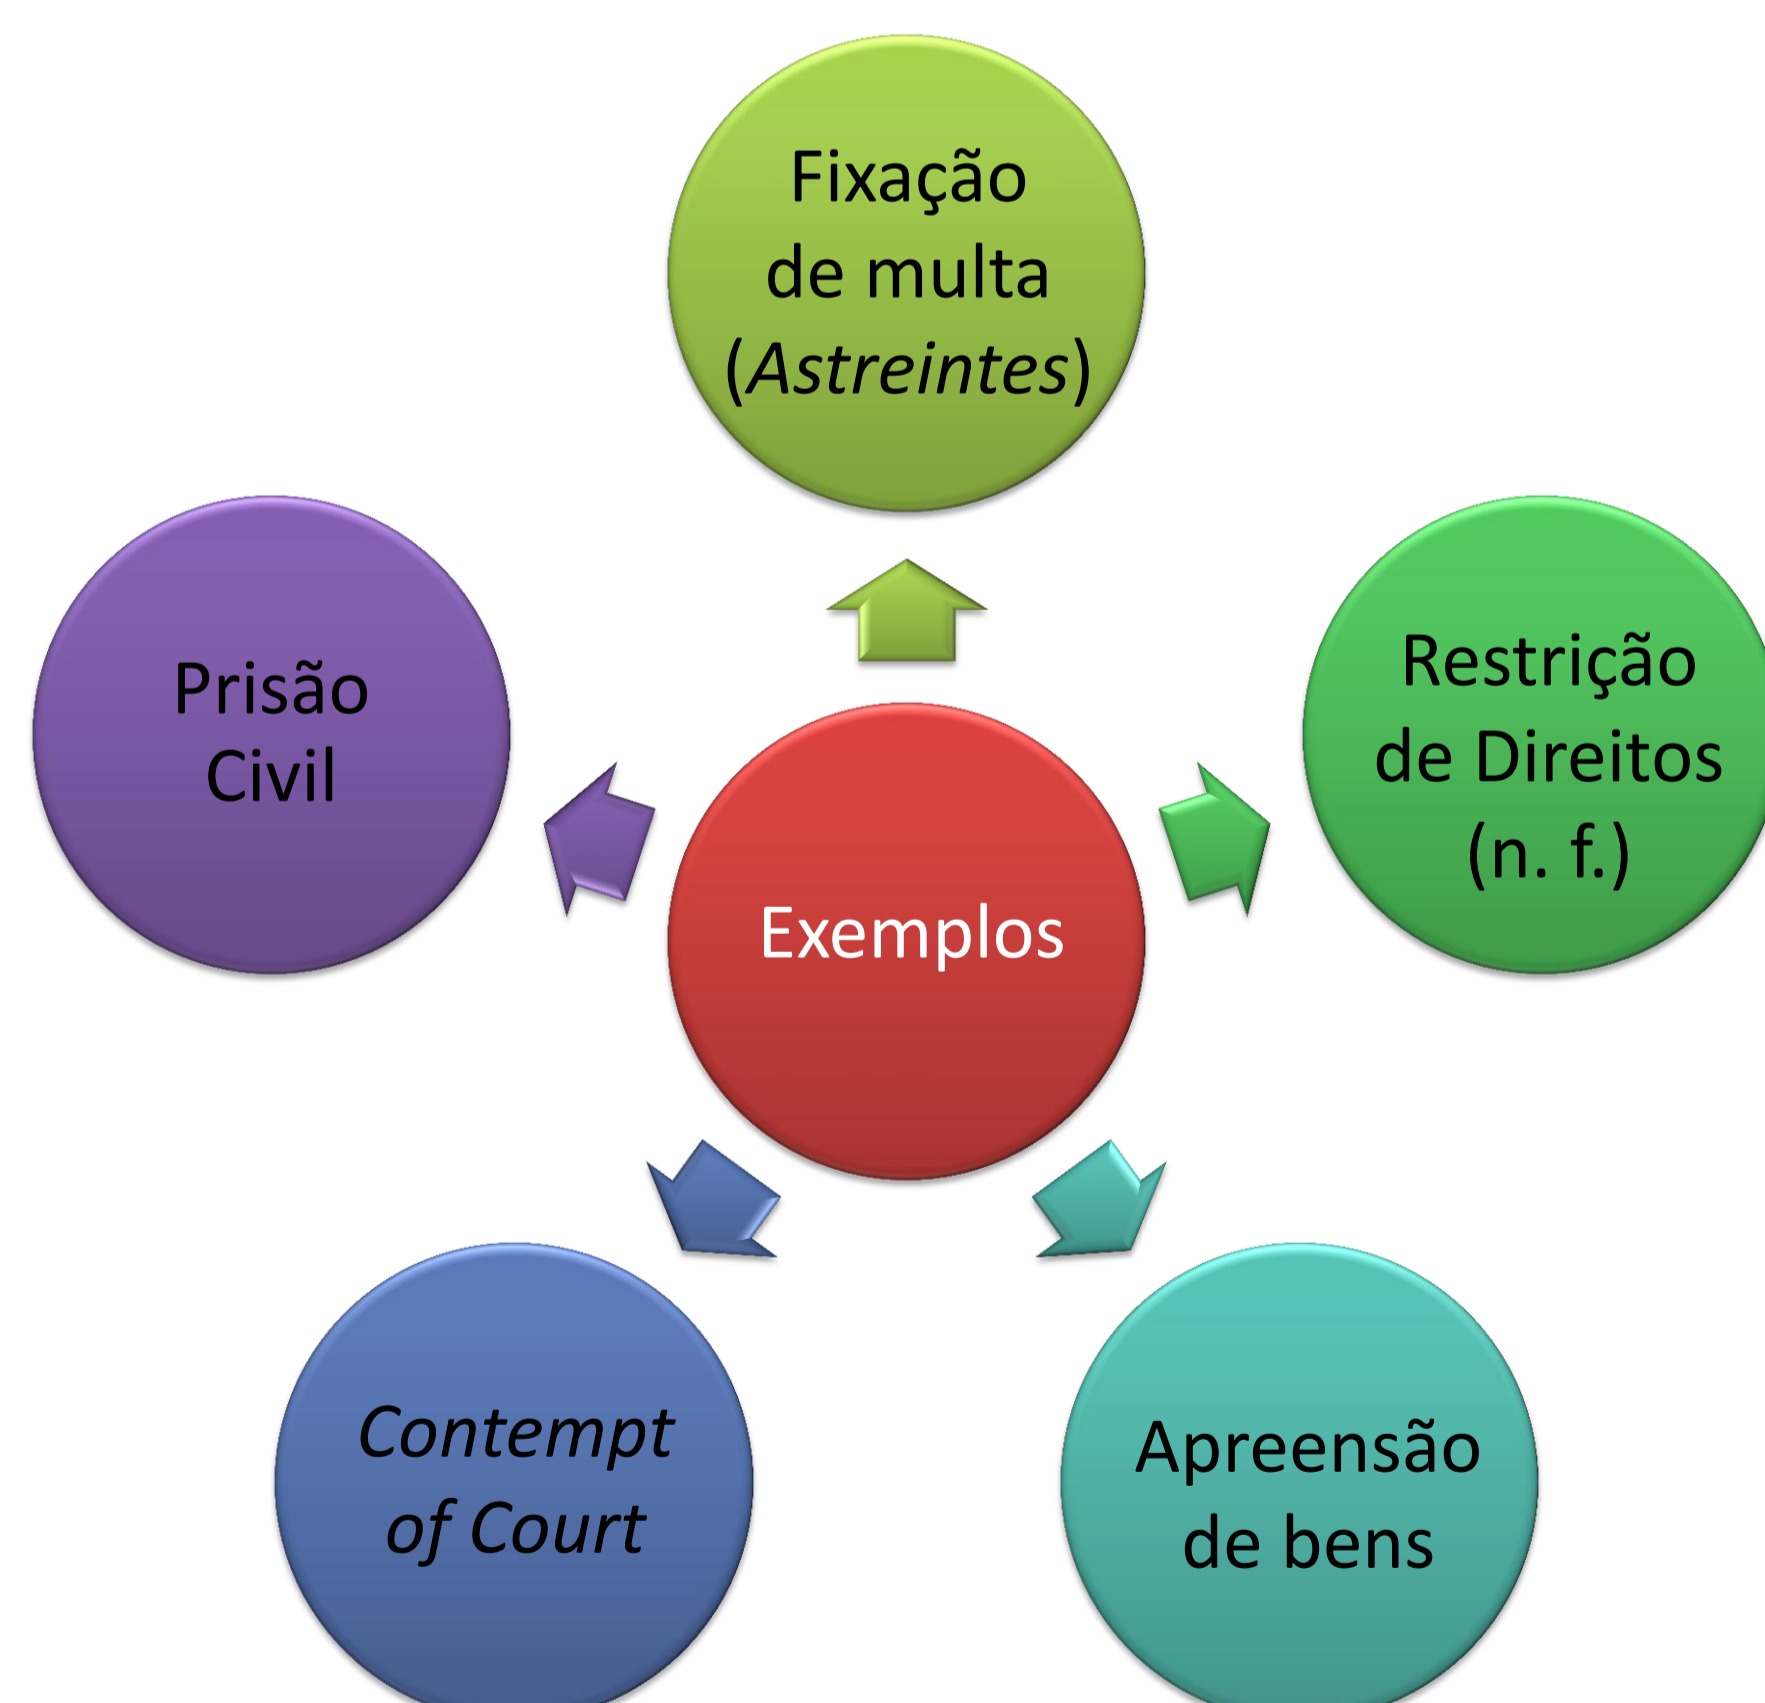 Fixação
de multa
(Astreintes)
Prisão
Civil
Restrição
de Direitos
(n. f.)
Exemplos
Contempt
of Court
Apreensão
de bens